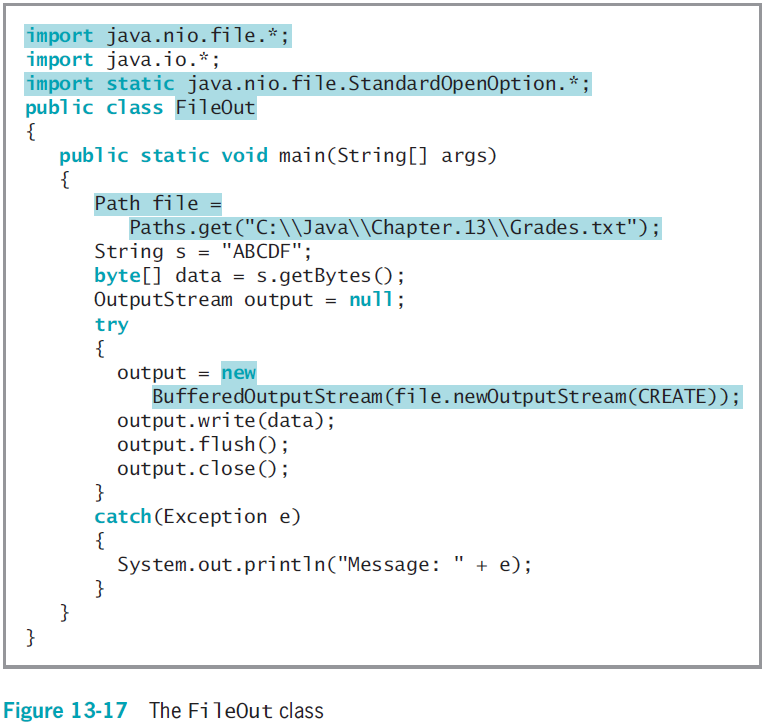 import java.nio.file.*;
import java.io.*;
import static java.nio.file.StandardOpenOption.*;
public class FileOut
{
   public static void main(String[] args)
   {
      Path file =
         Paths.get("C:\\Java\\Chapter.13\\Grades.txt");
      String s = "ABCDF";
      byte[] data = s.getBytes();
      OutputStream output = null;
      try
      {
        output = new
           BufferedOutputStream(file.newOutputStream(CREATE));
        output.write(data);
        output.flush();
        output.close();
      }
      catch(Exception e)
      {
        System.out.println("Message: " + e);
      }
   }
}
Figure 13-17 The FileOut class